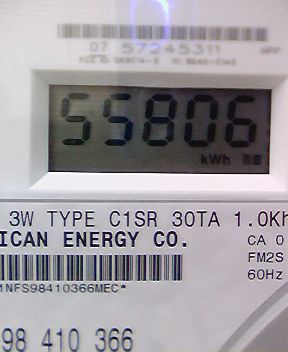 07 57245311
55806
kWh
3W TYPE C1SR 30TA 1.0Kh
ICAN ENERGY CO.
CA 0
FM2S
60Hz
1NFS98410366MEC*
98 410 366